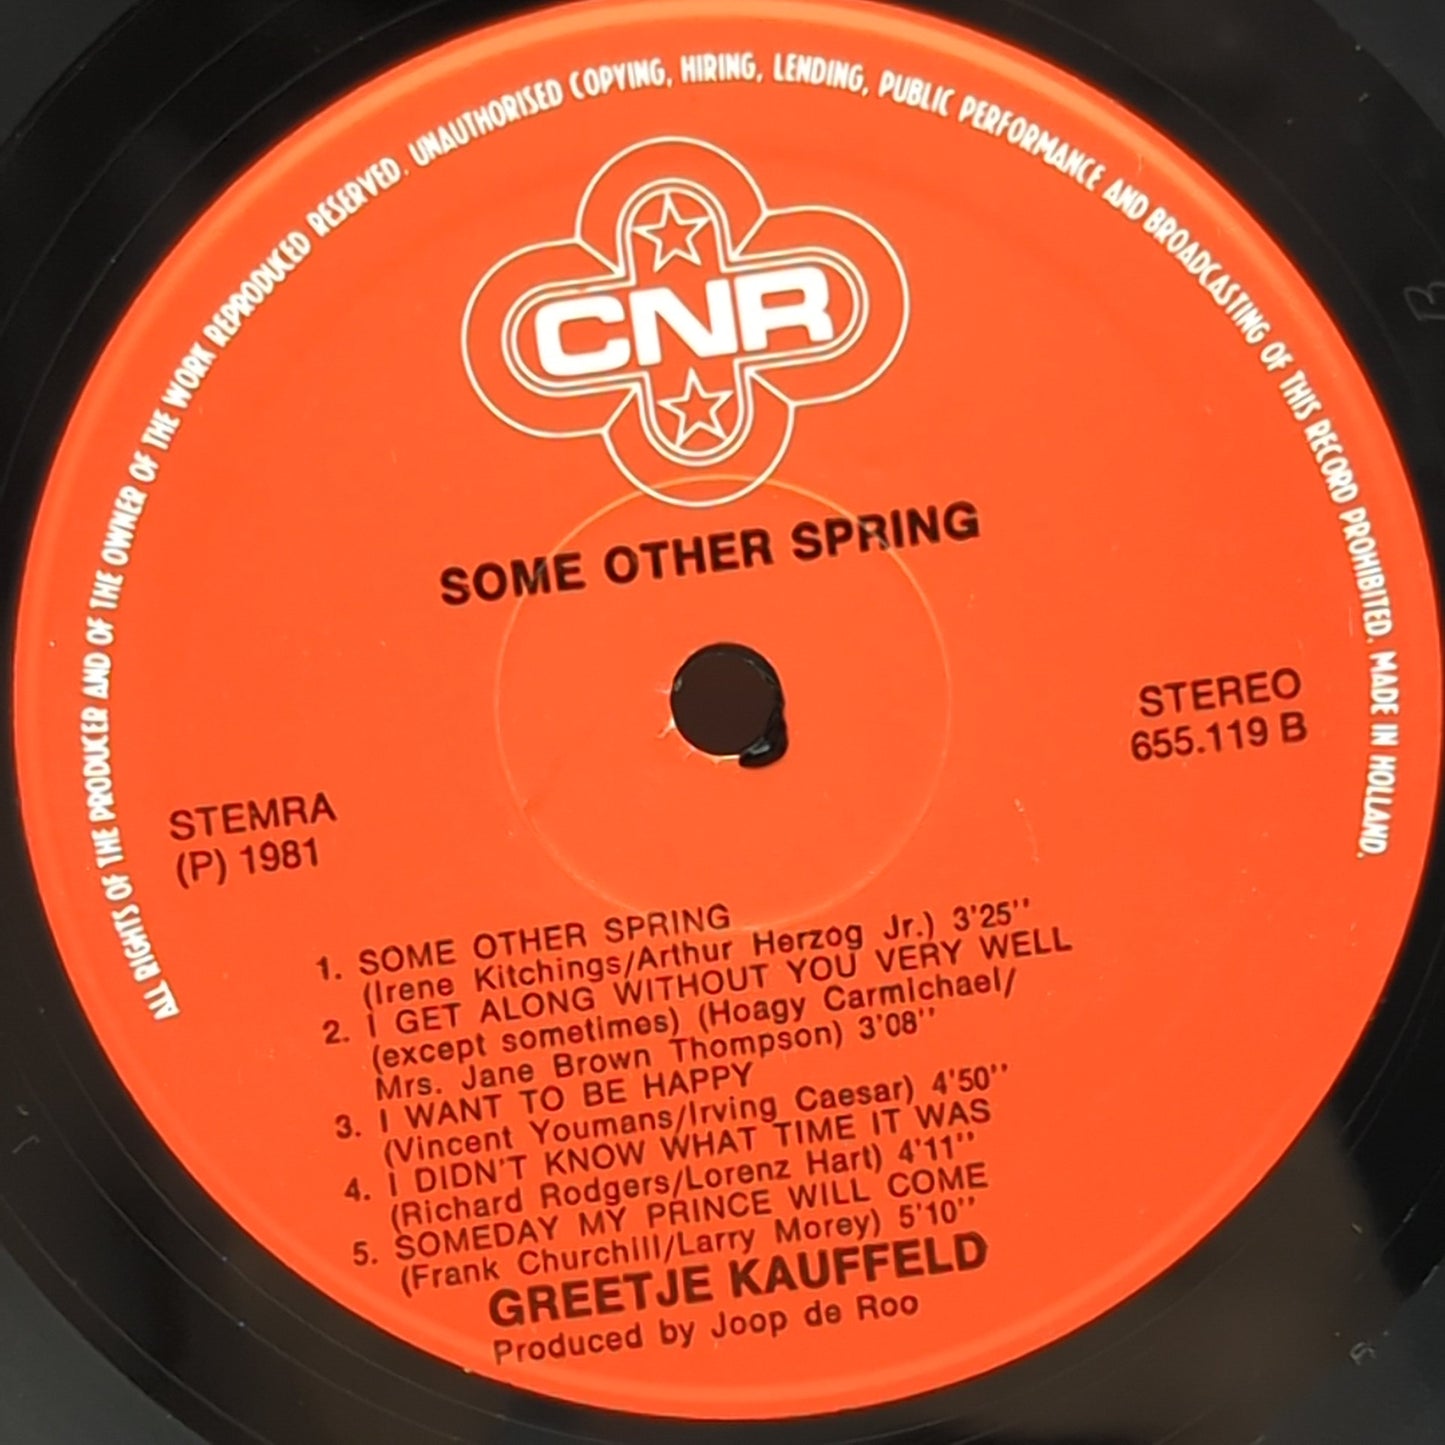 ALL RIGHTS OF THE PRODUCER AND OF THE OWNER OF THE WORK REPRODUCED RESERVED. UNAUTHORISED COPYING, HIRING, LENDING, PUBLIC PERFORMANCE AND BROADCASTING OF THIS RECORD PROHIBITED. MADE IN HOLLAND.
CNR
SOME OTHER SPRING
STEREO
655.119 B
STEMRA
(P) 1981
1. SOME OTHER SPRING
(Irene Kitchings/Arthur Herzog Jr.) 3'25''
2. I GET ALONG WITHOUT YOU VERY WELL
(except sometimes) (Hoagy Carmichael/
Mrs. Jane Brown Thompson) 3'08''
3. I WANT TO BE HAPPY
(Vincent Youmans/Irving Caesar) 4'50''
4. I DIDN'T KNOW WHAT TIME IT WAS
(Richard Rodgers/Lorenz Hart) 4'11''
5. SOMEDAY MY PRINCE WILL COME
(Frank Churchill/Larry Morey) 5'10''
GREETJE KAUFFELD
Produced by Joop de Roo